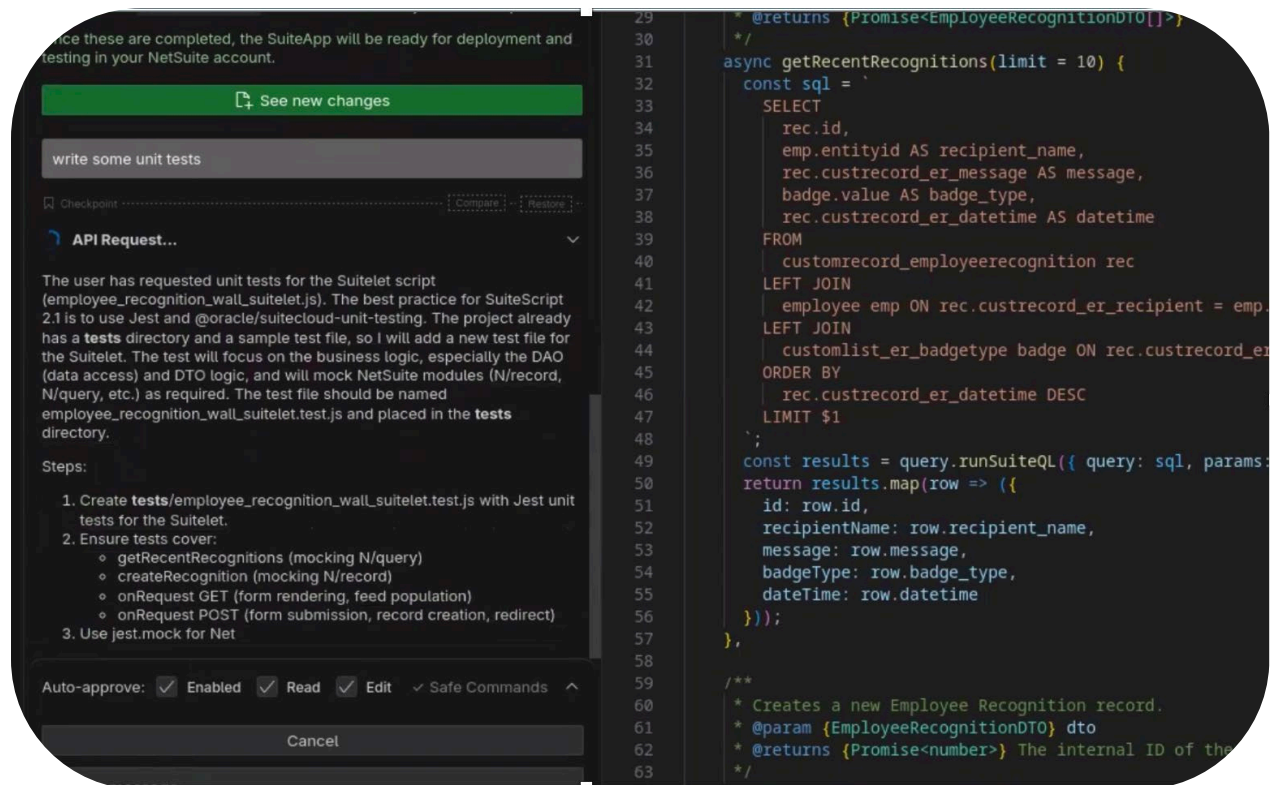 once these are completed, the SuiteApp will be ready for deployment and
testing in your NetSuite account.
See new changes
write some unit tests
Checkpoint
Compare
Restore
API Request...
The user has requested unit tests for the Suitelet script
(employee_recognition_wall_suitelet.js). The best practice for SuiteScript
2.1 is to use Jest and @oracle/suitecloud-unit-testing. The project already
has a tests directory and a sample test file, so I will add a new test file for
the Suitelet. The test will focus on the business logic, especially the DAO
(data access) and DTO logic, and will mock NetSuite modules (N/record,
N/query, etc.) as required. The test file should be named
employee_recognition_wall_suitelet.test.js and placed in the tests
directory.
Steps:
1. Create tests/employee_recognition_wall_suitelet.test.js with Jest unit
tests for the Suitelet.
2. Ensure tests cover:
◦ getRecentRecognitions (mocking N/query)
◦ createRecognition (mocking N/record)
◦ onRequest GET (form rendering, feed population)
◦ onRequest POST (form submission, record creation, redirect)
3. Use jest.mock for Net
Auto-approve: Enabled Read Edit ✓ Safe Commands
Cancel
29 * @returns {Promise<EmployeeRecognitionDTO[]>}
30 */
31 async getRecentRecognitions(limit = 10) {
32 const sql = `
33 SELECT
34 rec.id,
35 emp.entityid AS recipient_name,
36 rec.custrecord_er_message AS message,
37 badge.value AS badge_type,
38 rec.custrecord_er_datetime AS datetime
39 FROM
40 customrecord_employeerecognition rec
41 LEFT JOIN
42 employee emp ON rec.custrecord_er_recipient = emp.
43 LEFT JOIN
44 customlist_er_badgetype badge ON rec.custrecord_er
45 ORDER BY
46 rec.custrecord_er_datetime DESC
47 LIMIT $1
48 `;
49 const results = query.runSuiteQL({ query: sql, params:
50 return results.map(row => ({
51 id: row.id,
52 recipientName: row.recipient_name,
53 message: row.message,
54 badgeType: row.badge_type,
55 dateTime: row.datetime
56 }));
57 },
58
59 /**
60 * Creates a new Employee Recognition record.
61 * @param {EmployeeRecognitionDTO} dto
62 * @returns {Promise<number>} The internal ID of the
63 */